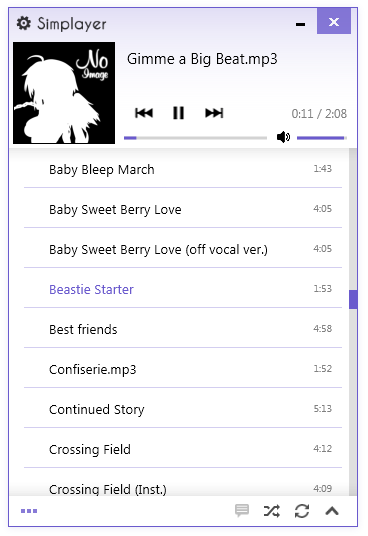 Simplayer
No
Image
Gimme a Big Beat.mp3
0:11 / 2:08
Baby Bleep March 1:43
Baby Sweet Berry Love 4:05
Baby Sweet Berry Love (off vocal ver.) 4:05
Beastie Starter 1:53
Best friends 4:58
Confiserie.mp3 1:52
Continued Story 5:13
Crossing Field 4:12
Crossing Field (Inst.) 4:09